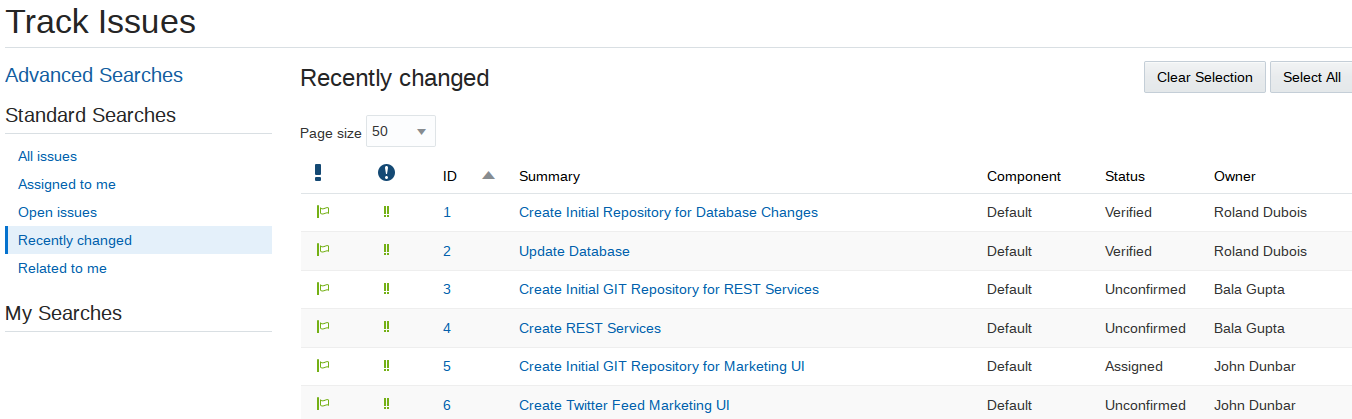 Track Issues
Advanced Searches
Standard Searches
All issues
Assigned to me
Open issues
Recently changed
Related to me
My Searches
Recently changed
Clear Selection Select All
Page size 50
ID Summary Component Status Owner
1 Create Initial Repository for Database Changes Default Verified Roland Dubois
2 Update Database Default Verified Roland Dubois
3 Create Initial GIT Repository for REST Services Default Unconfirmed Bala Gupta
4 Create REST Services Default Unconfirmed Bala Gupta
5 Create Initial GIT Repository for Marketing UI Default Assigned John Dunbar
6 Create Twitter Feed Marketing UI Default Unconfirmed John Dunbar